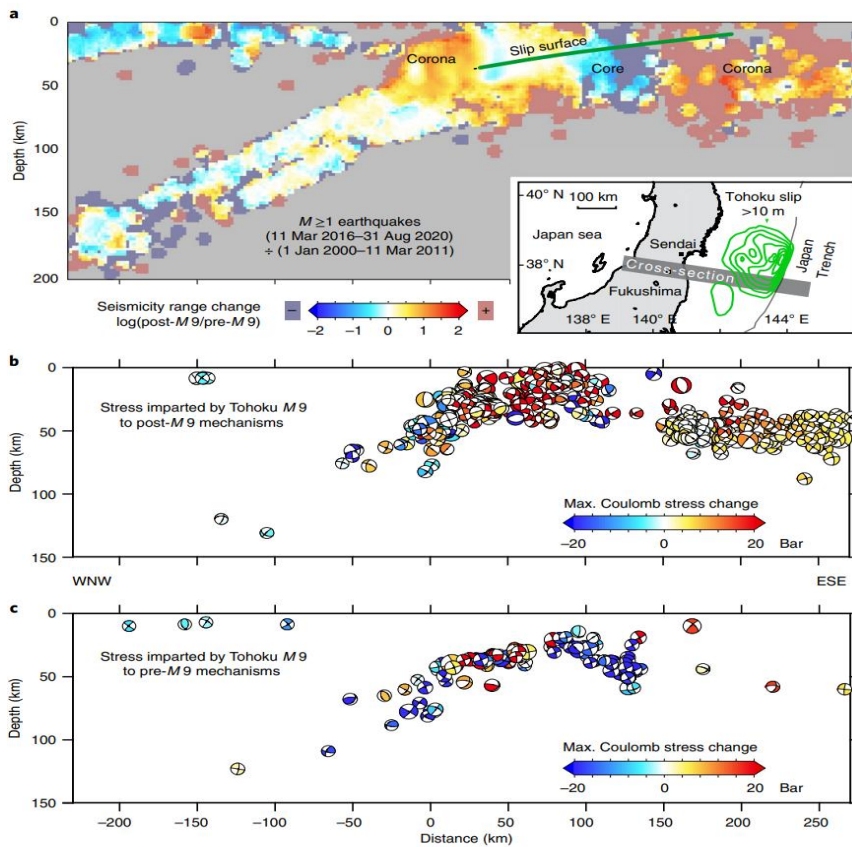 a
0
50
100
150
200
Depth (km)
Corona
Slip surface
Core
Corona
M ≥1 earthquakes
(11 Mar 2016–31 Aug 2020)
÷ (1 Jan 2000–11 Mar 2011)
40° N
100 km
Tohoku slip
>10 m
Japan sea
Sendai
38° N
Cross-section
Japan
Trench
Fukushima
138° E
140° E
144° E
Seismicity range change
log(post-M 9/pre-M 9)
–
−2
−1
0
1
2
+
b
0
50
100
150
Depth (km)
Stress imparted by Tohoku M 9
to post-M 9 mechanisms
Max. Coulomb stress change
−20
0
20
Bar
WNW
ESE
c
0
50
100
150
Depth (km)
Stress imparted by Tohoku M 9
to pre-M 9 mechanisms
Max. Coulomb stress change
−20
0
20
Bar
−200
−150
−100
−50
0
50
100
150
200
250
Distance (km)